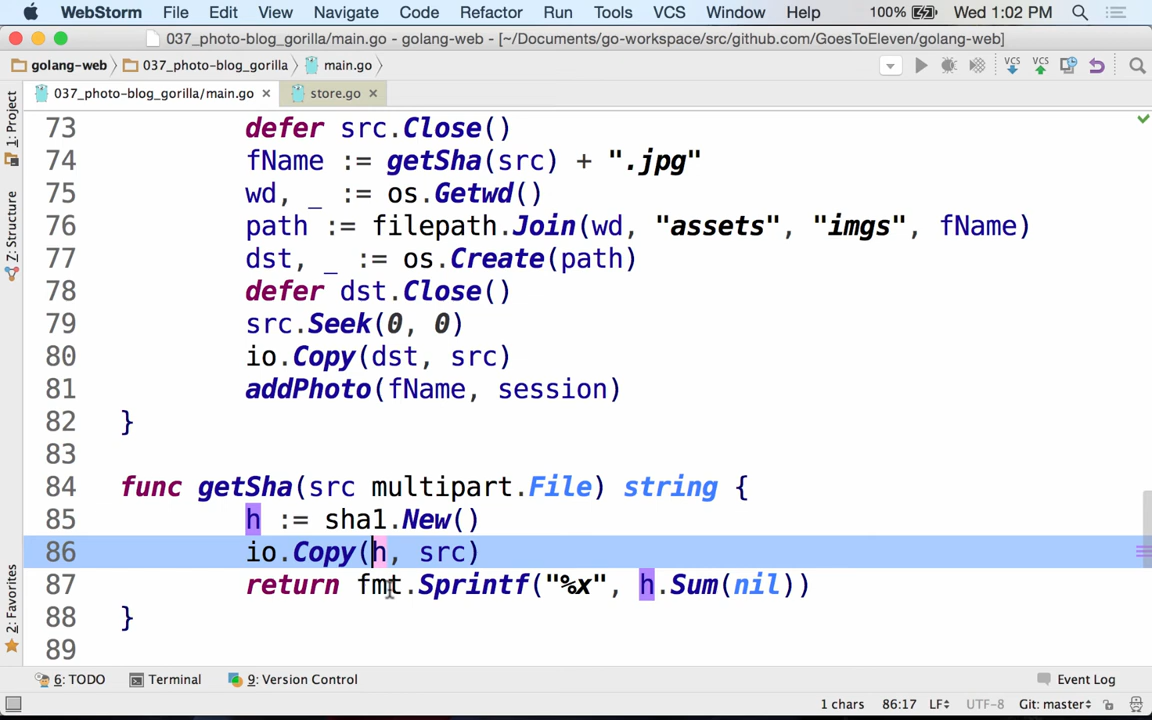 WebStorm File Edit View Navigate Code Refactor Run Tools VCS Window Help 100% Wed 1:02 PM
037_photo-blog_gorilla/main.go - golang-web - [~/Documents/go-workspace/src/github.com/GoesToEleven/golang-web]
golang-web 037_photo-blog_gorilla main.go VCS VCS
037_photo-blog_gorilla/main.go store.go
1: Project
Z: Structure
2: Favorites
73 defer src.Close()
74 fName := getSha(src) + ".jpg"
75 wd, _ := os.Getwd()
76 path := filepath.Join(wd, "assets", "imgs", fName)
77 dst, _ := os.Create(path)
78 defer dst.Close()
79 src.Seek(0, 0)
80 io.Copy(dst, src)
81 addPhoto(fName, session)
82 }
83
84 func getSha(src multipart.File) string {
85 h := sha1.New()
86 io.Copy(h, src)
87 return fmt.Sprintf("%x", h.Sum(nil))
88 }
89
6: TODO Terminal 9: Version Control Event Log
1 chars 86:17 LF UTF-8 Git: master